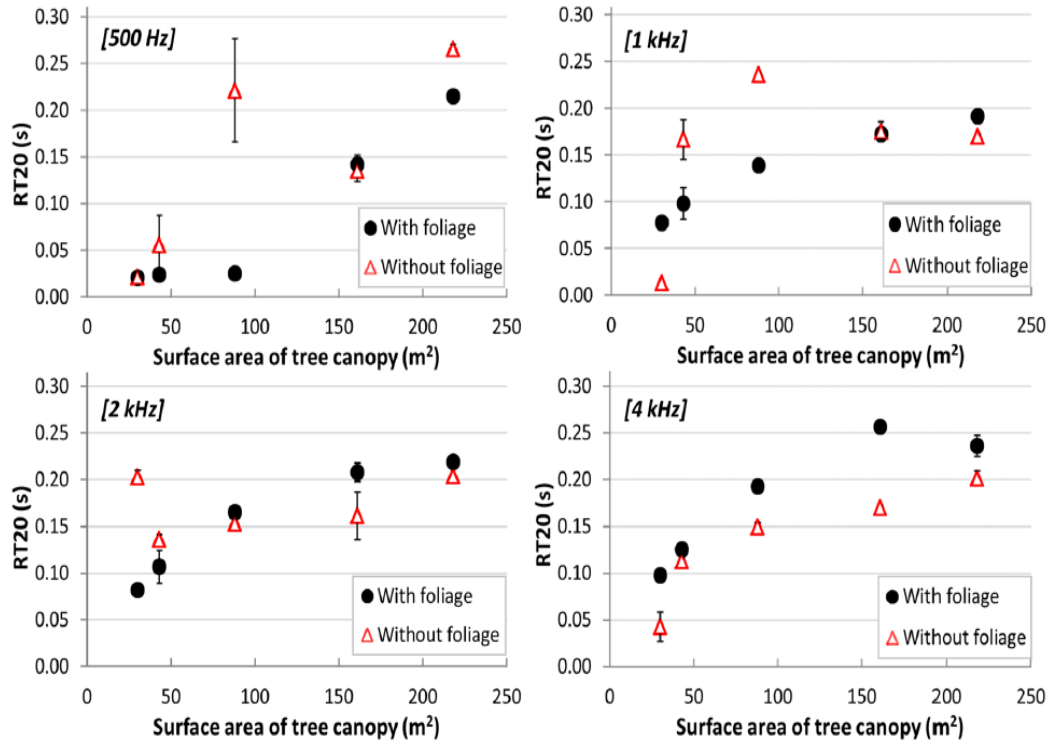 [500 Hz]
RT20 (s)
0.30
0.25
0.20
0.15
0.10
0.05
0.00
With foliage
Without foliage
0 50 100 150 200 250
Surface area of tree canopy (m²)
[1 kHz]
RT20 (s)
0.30
0.25
0.20
0.15
0.10
0.05
0.00
With foliage
Without foliage
0 50 100 150 200 250
Surface area of tree canopy (m²)
[2 kHz]
RT20 (s)
0.30
0.25
0.20
0.15
0.10
0.05
0.00
With foliage
Without foliage
0 50 100 150 200 250
Surface area of tree canopy (m²)
[4 kHz]
RT20 (s)
0.30
0.25
0.20
0.15
0.10
0.05
0.00
With foliage
Without foliage
0 50 100 150 200 250
Surface area of tree canopy (m²)